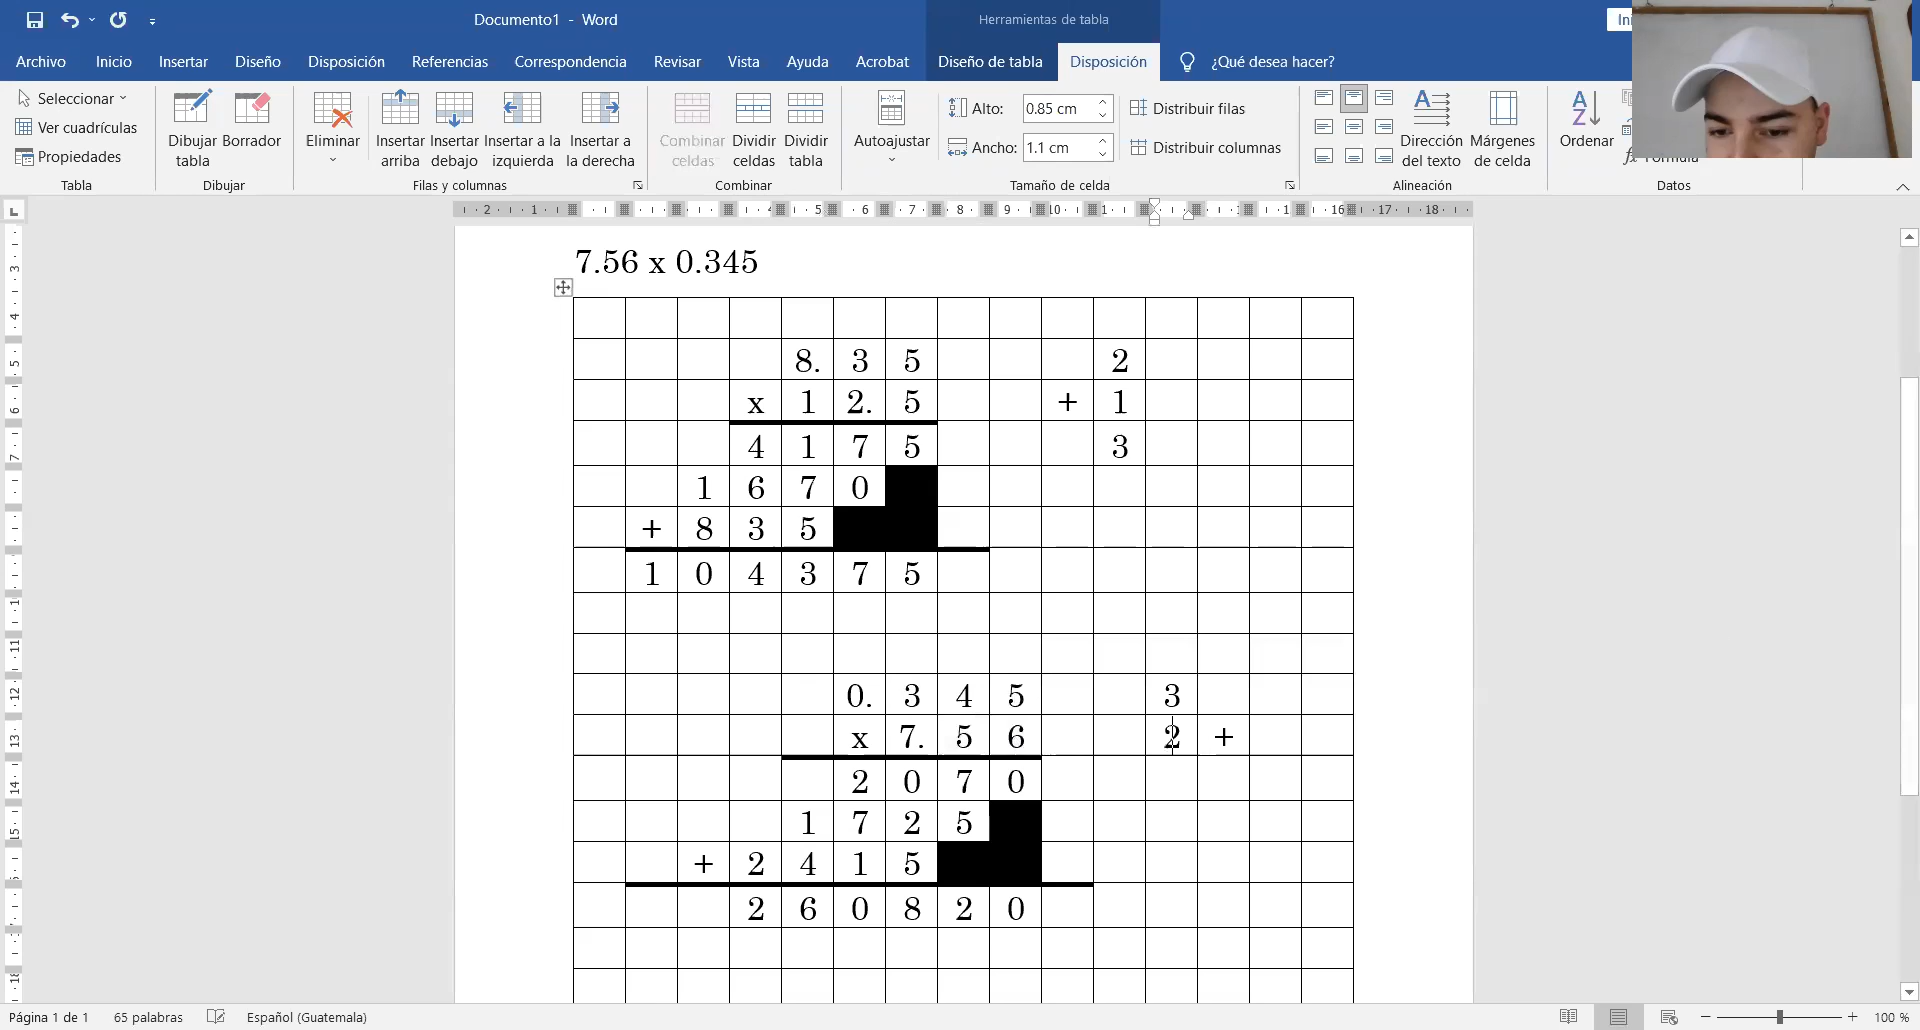 Documento1 - Word
Herramientas de tabla
Archivo Inicio Insertar Diseño Disposición Referencias Correspondencia Revisar Vista Ayuda Acrobat Diseño de tabla Disposición ¿Qué desea hacer?
Seleccionar
Ver cuadrículas
Propiedades
Tabla
Dibujar tabla
Borrador
Dibujar
Eliminar
Insertar arriba
Insertar debajo
Insertar a la izquierda
Insertar a la derecha
Filas y columnas
Combinar celdas
Dividir celdas
Dividir tabla
Combinar
Autoajustar
Alto: 0.85 cm
Ancho: 1.1 cm
Distribuir filas
Distribuir columnas
Tamaño de celda
Dirección del texto
Márgenes de celda
Alineación
Ordenar
Datos
7.56 x 0.345
8. 3 5 2
x 1 2. 5 + 1
4 1 7 5 3
1 6 7 0
+ 8 3 5
1 0 4 3 7 5
0. 3 4 5 3
x 7. 5 6 2 +
2 0 7 0
1 7 2 5
+ 2 4 1 5
2 6 0 8 2 0
Página 1 de 1 65 palabras Español (Guatemala) 100 %